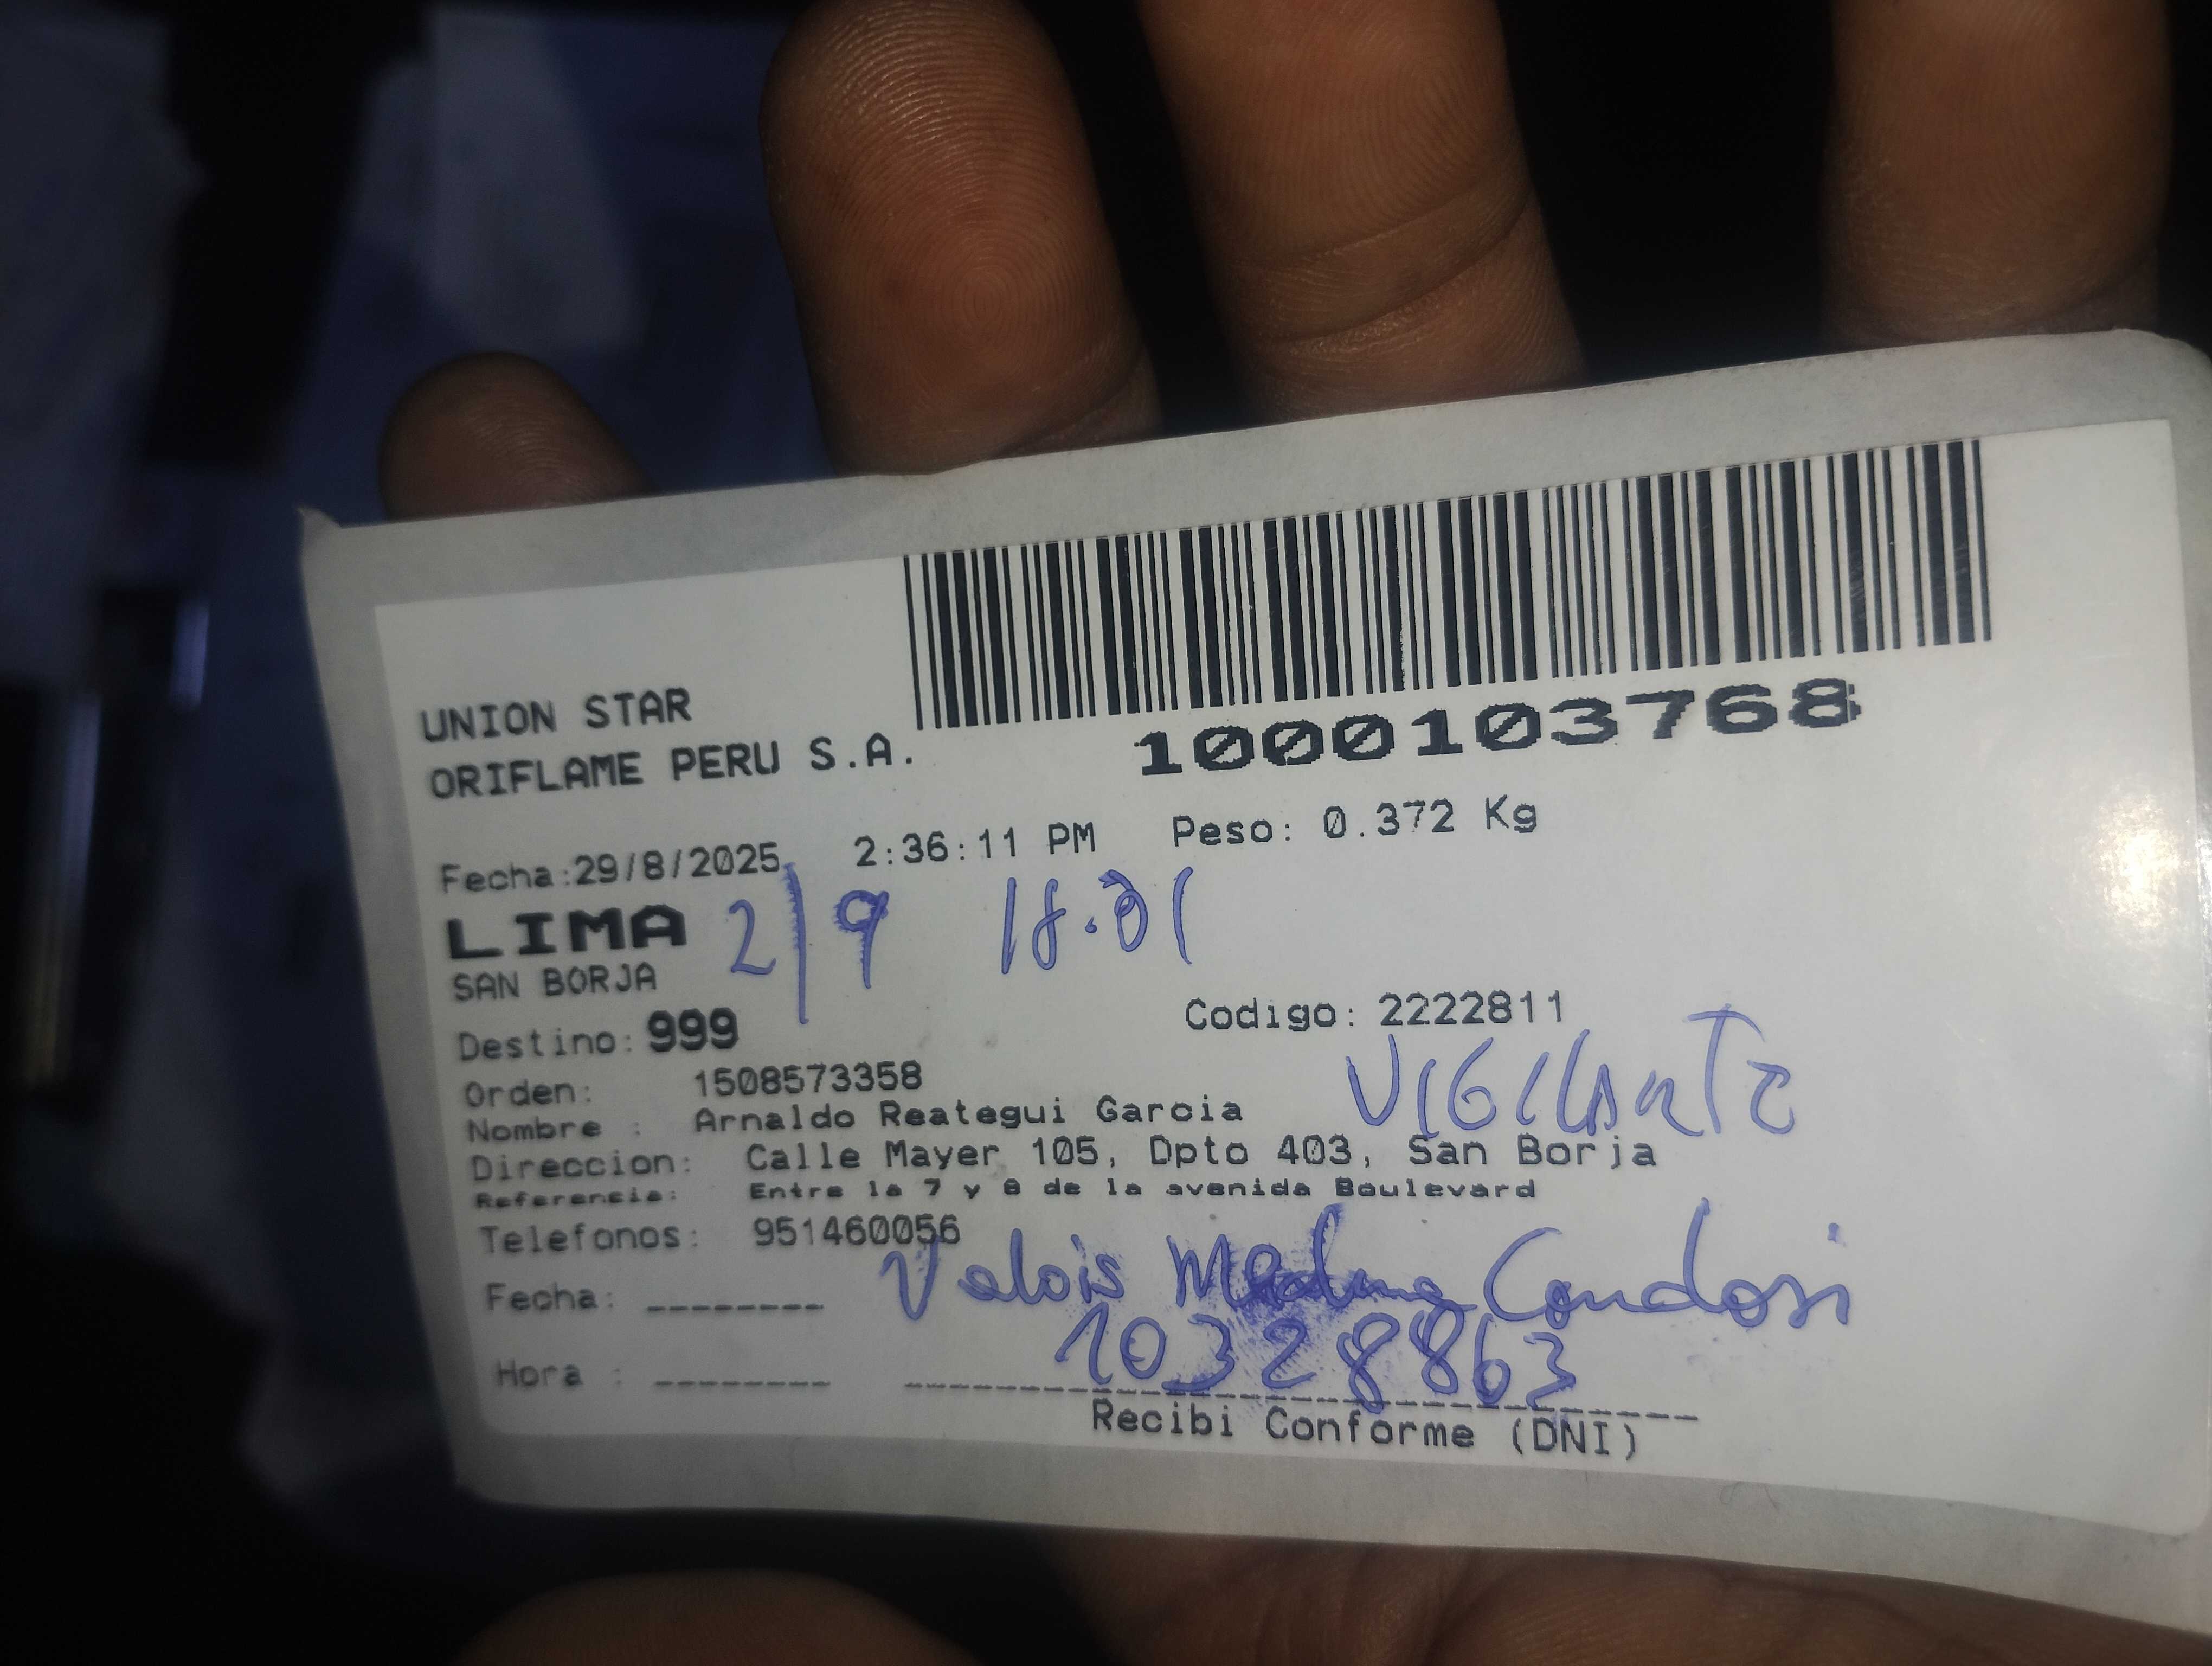 UNION STAR
ORIFLAME PERU S.A.
1000103768
Fecha:29/8/2025 2:36:11 PM Peso: 0.372 Kg
LIMA 2/9 18.01
SAN BORJA
Destino: 999 Codigo: 2222811
Orden: 1508573358
VIGIlanTe
Nombre : Arnaldo Reategui Garcia
Direccion: Calle Mayer 105, Dpto 403, San Borja
Referencia: Entre la 7 y 8 de la avenida Boulevard
Telefonos: 951460056
Valois Medina Condori
Fecha: --------
10328863
Hora : --------
Recibi Conforme (DNI)